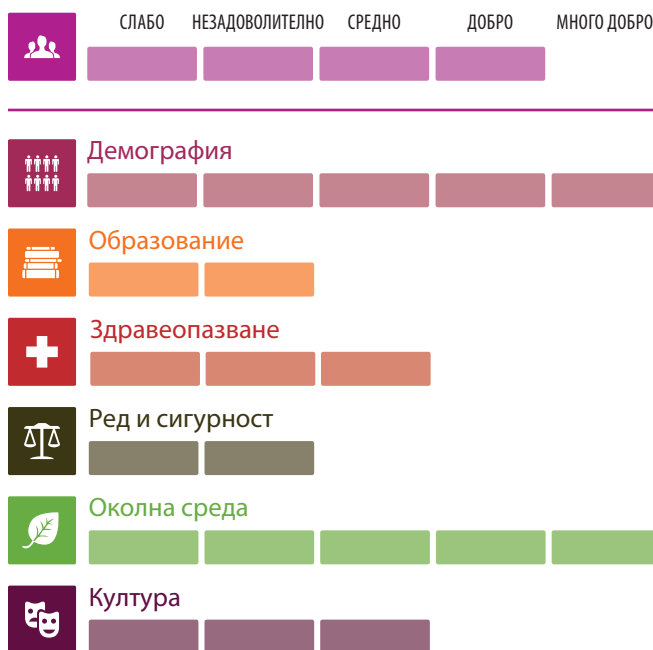 СЛАБО НЕЗАДОВОЛИТЕЛНО СРЕДНО ДОБРО МНОГО ДОБРО
Демография
Образование
Здравеопазване
Ред и сигурност
Околна среда
Култура